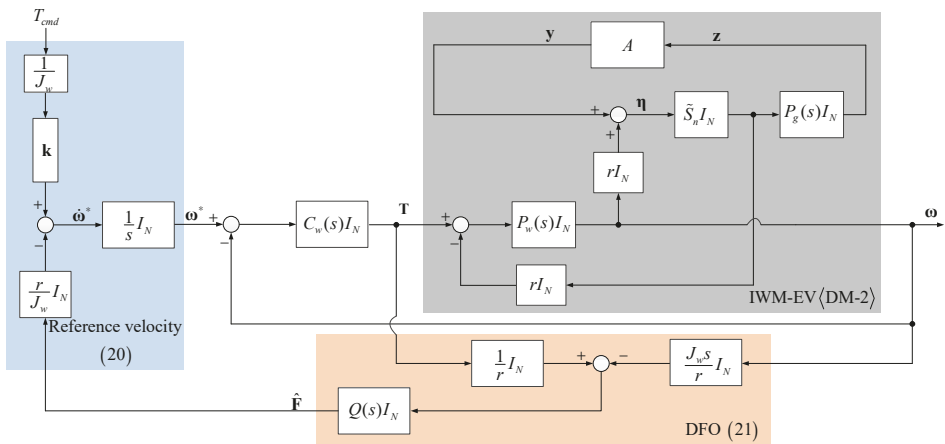 T_cmd
1/J_w
k
+
ω̇*
−
1/s I_N
ω*
r/J_w I_N
Reference velocity
(20)
+
−
C_w(s)I_N
T
y
A
z
+
+
η
S̃_n I_N
P_g(s)I_N
rI_N
+
−
P_w(s)I_N
rI_N
ω
IWM-EV⟨DM-2⟩
1/r I_N
+
−
J_w s/r I_N
F̂
Q(s)I_N
DFO (21)